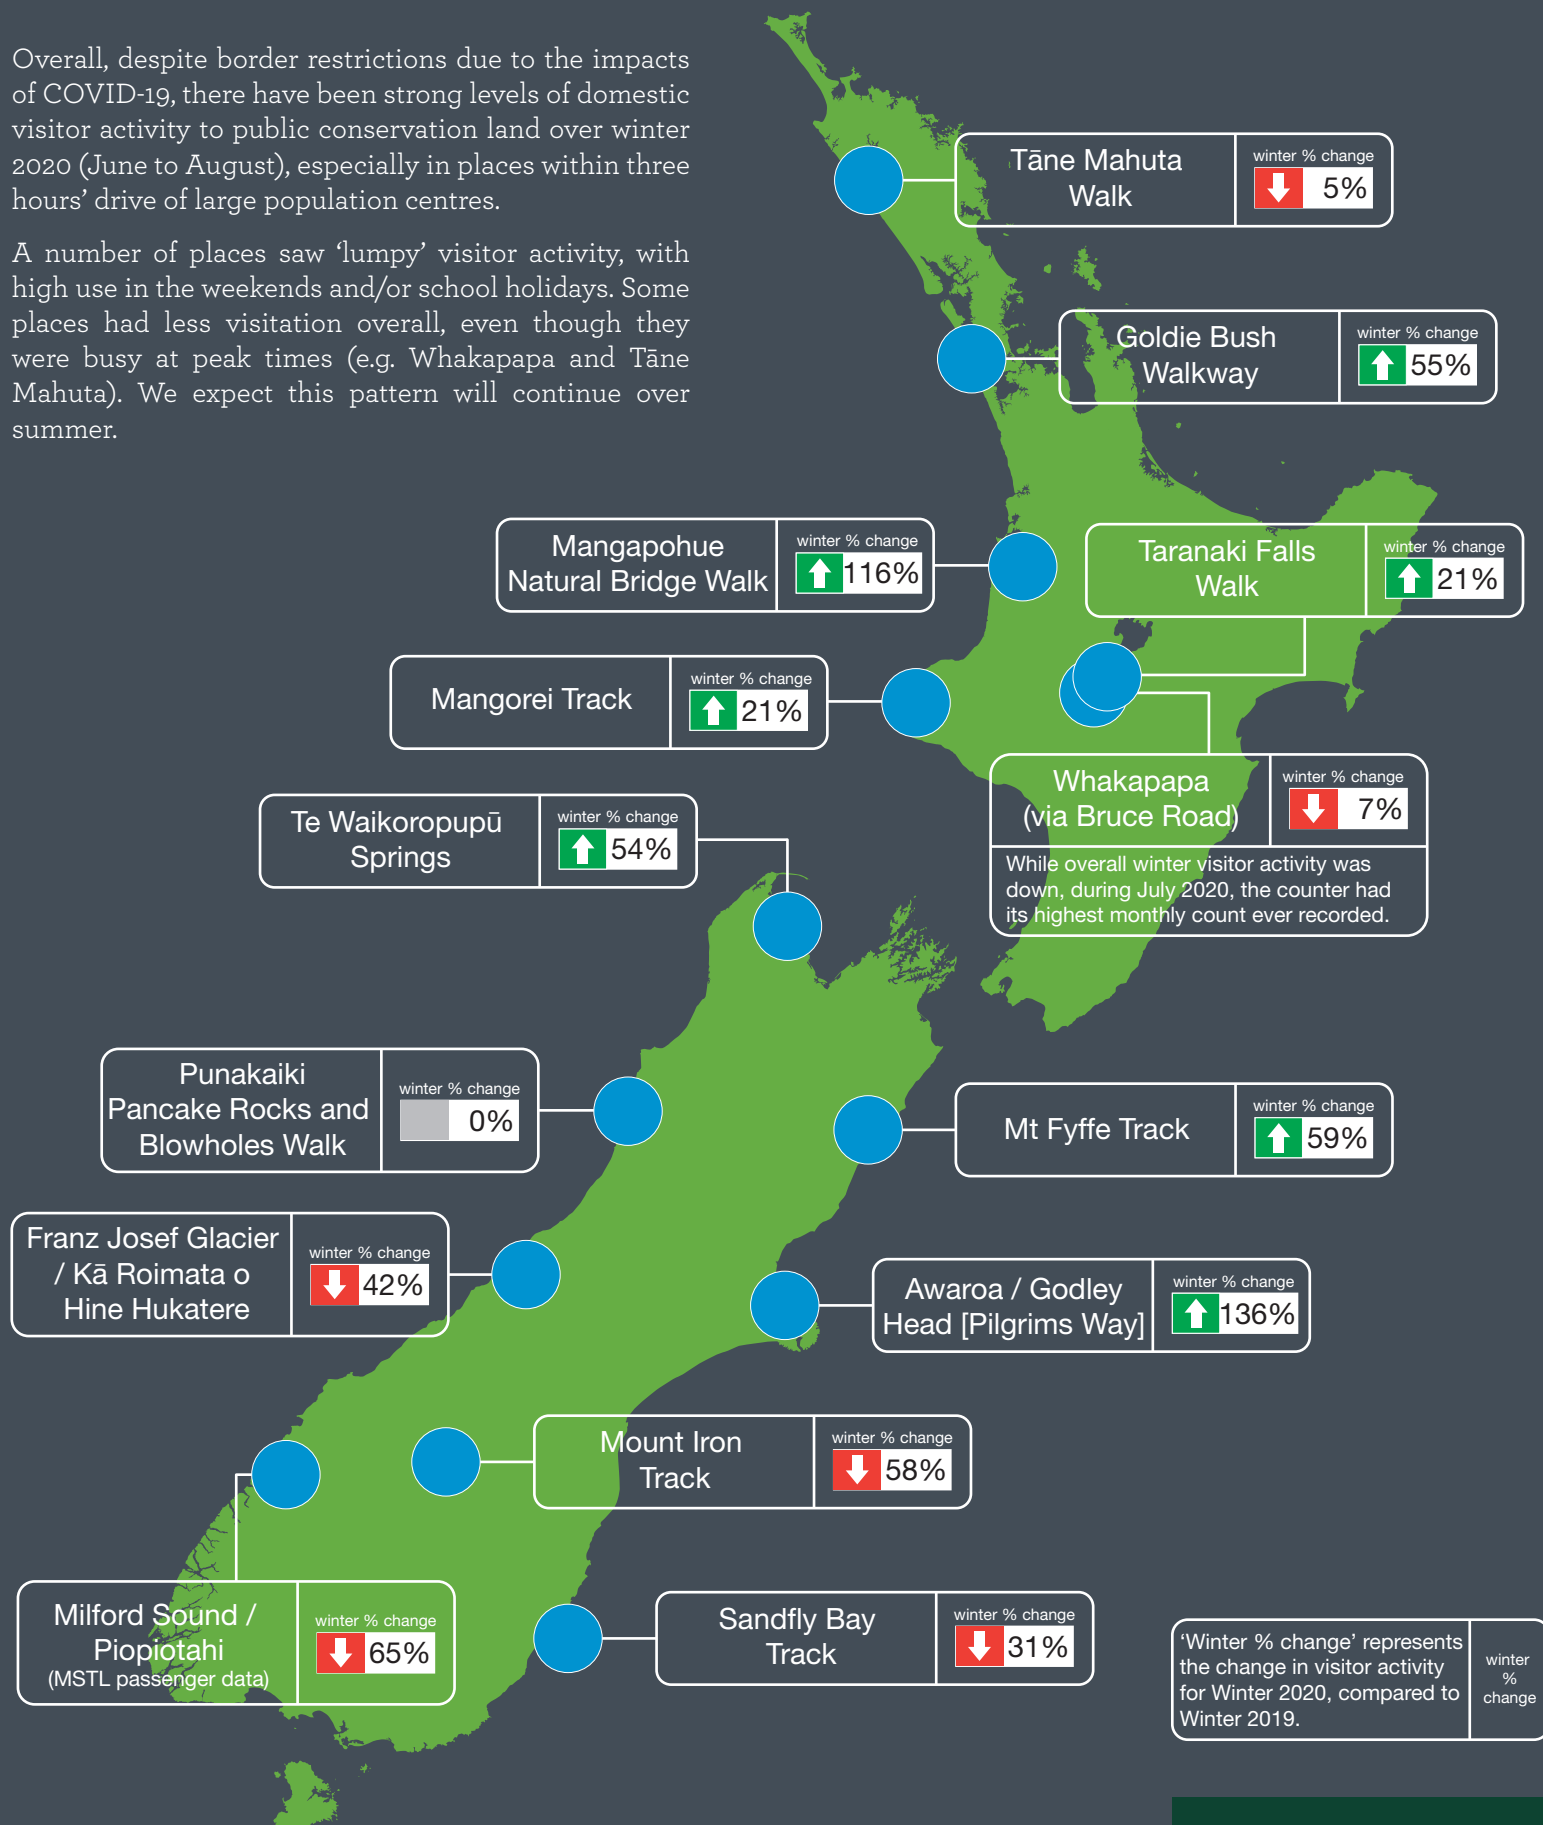 Overall, despite border restrictions due to the impacts
of COVID-19, there have been strong levels of domestic
visitor activity to public conservation land over winter
2020 (June to August), especially in places within three
hours’ drive of large population centres.
A number of places saw ‘lumpy’ visitor activity, with
high use in the weekends and/or school holidays. Some
places had less visitation overall, even though they
were busy at peak times (e.g. Whakapapa and Tāne
Mahuta). We expect this pattern will continue over
summer.
Tāne Mahuta
Walk
winter % change
5%
Goldie Bush
Walkway
winter % change
55%
Mangapohue
Natural Bridge Walk
winter % change
116%
Taranaki Falls
Walk
winter % change
21%
Mangorei Track
winter % change
21%
Whakapapa
(via Bruce Road)
winter % change
7%
While overall winter visitor activity was
down, during July 2020, the counter had
its highest monthly count ever recorded.
Te Waikoropupū
Springs
winter % change
54%
Punakaiki
Pancake Rocks and
Blowholes Walk
winter % change
0%
Mt Fyffe Track
winter % change
59%
Franz Josef Glacier
/ Kā Roimata o
Hine Hukatere
winter % change
42%
Awaroa / Godley
Head [Pilgrims Way]
winter % change
136%
Mount Iron
Track
winter % change
58%
Milford Sound /
Piopiotahi
(MSTL passenger data)
winter % change
65%
Sandfly Bay
Track
winter % change
31%
‘Winter % change’ represents
the change in visitor activity
for Winter 2020, compared to
Winter 2019.
winter
%
change